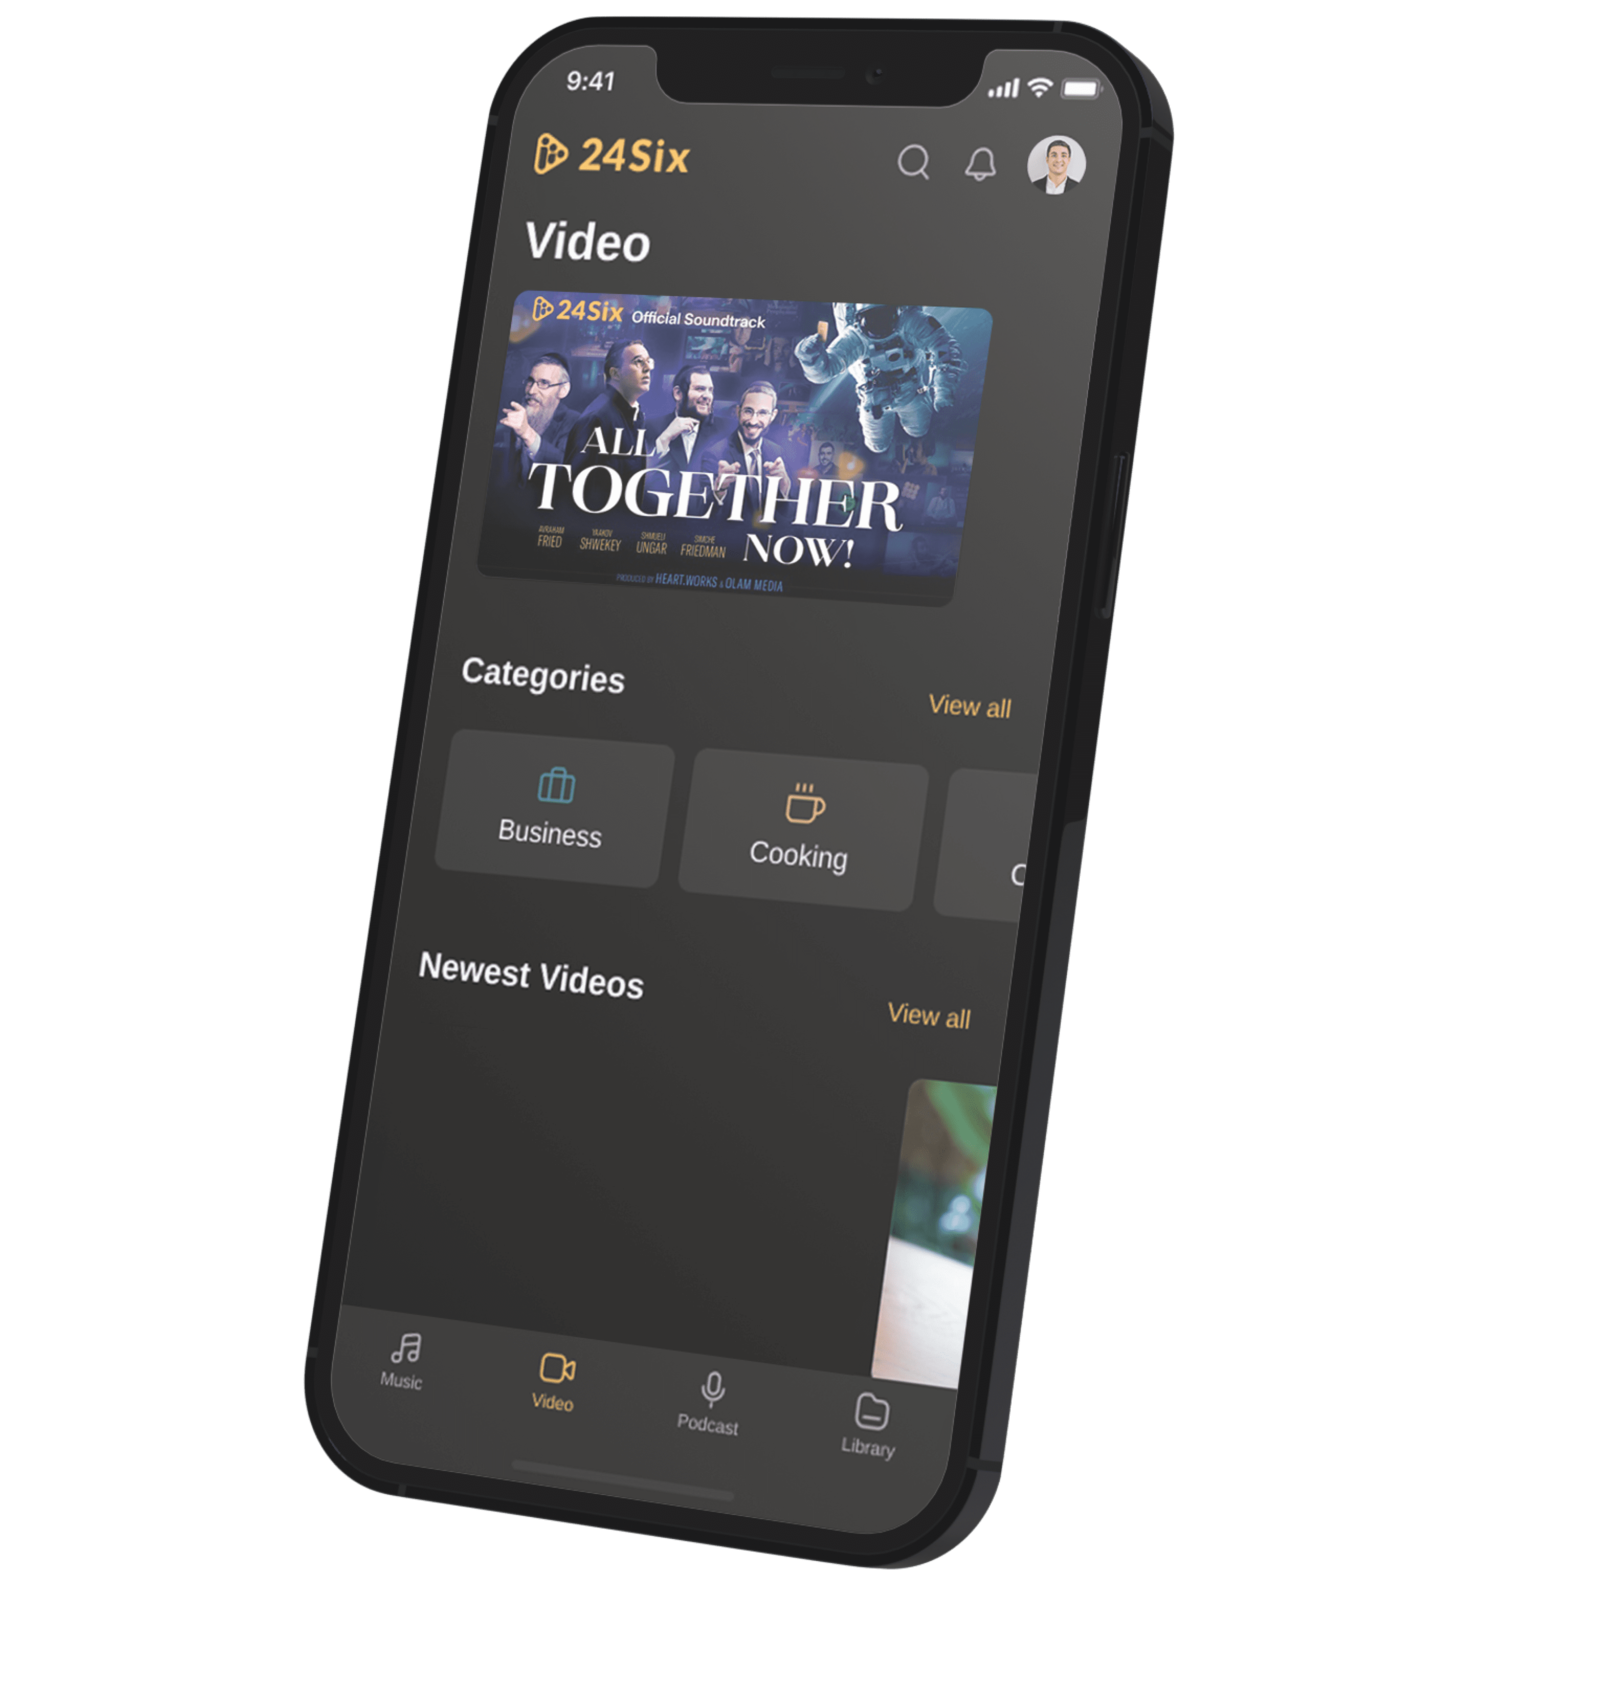 9:41
24Six
Video
24Six Official Soundtrack
ALL
TOGETHER
NOW!
AVRAHAM FRIED
YAAKOV SHWEKEY
SHMUELI UNGAR
SIMCHE FRIEDMAN
PRODUCED BY HEART.WORKS & OLAM MEDIA
Categories
View all
Business
Cooking
C
Newest Videos
View all
Music
Video
Podcast
Library